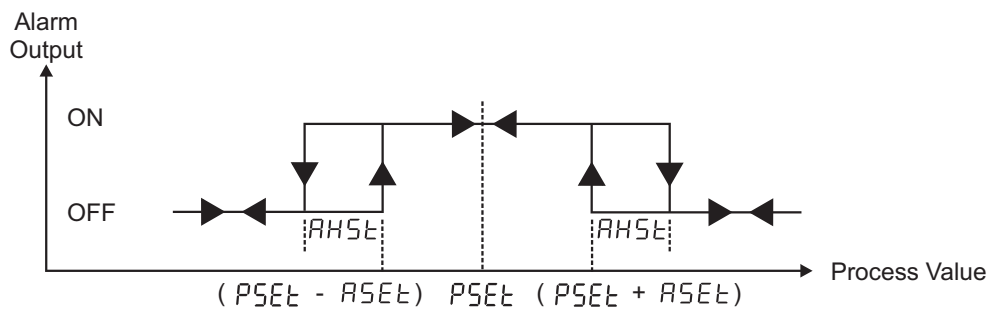 Alarm
Output
ON
OFF
AHSt AHSt
( PSEt - ASEt ) PSEt ( PSEt + ASEt )
Process Value